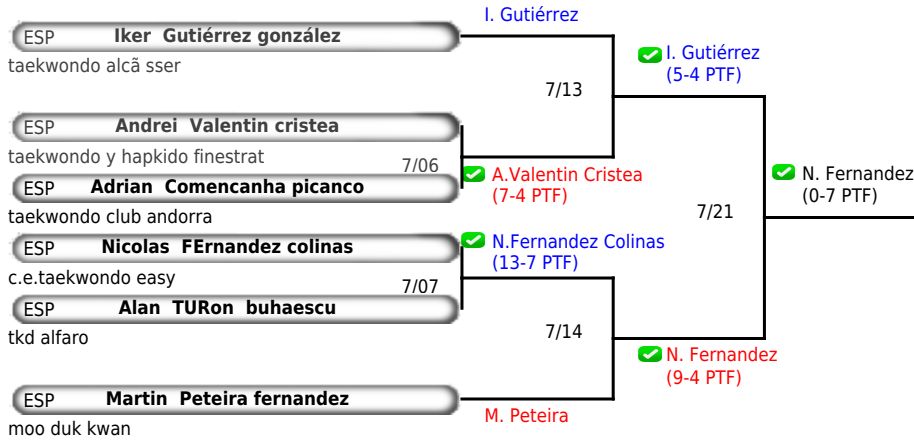 I. Gutiérrez
ESP Iker Gutiérrez gonzález
taekwondo alcã sser
I. Gutiérrez
(5-4 PTF)
7/13
ESP Andrei Valentin cristea
taekwondo y hapkido finestrat
7/06
A.Valentin Cristea
(7-4 PTF)
ESP Adrian Comencanha picanco
taekwondo club andorra
N. Fernandez
(0-7 PTF)
7/21
ESP Nicolas FErnandez colinas
c.e.taekwondo easy
N.Fernandez Colinas
(13-7 PTF)
7/07
ESP Alan TURon buhaescu
tkd alfaro
7/14
N. Fernandez
(9-4 PTF)
ESP Martin Peteira fernandez
moo duk kwan
M. Peteira